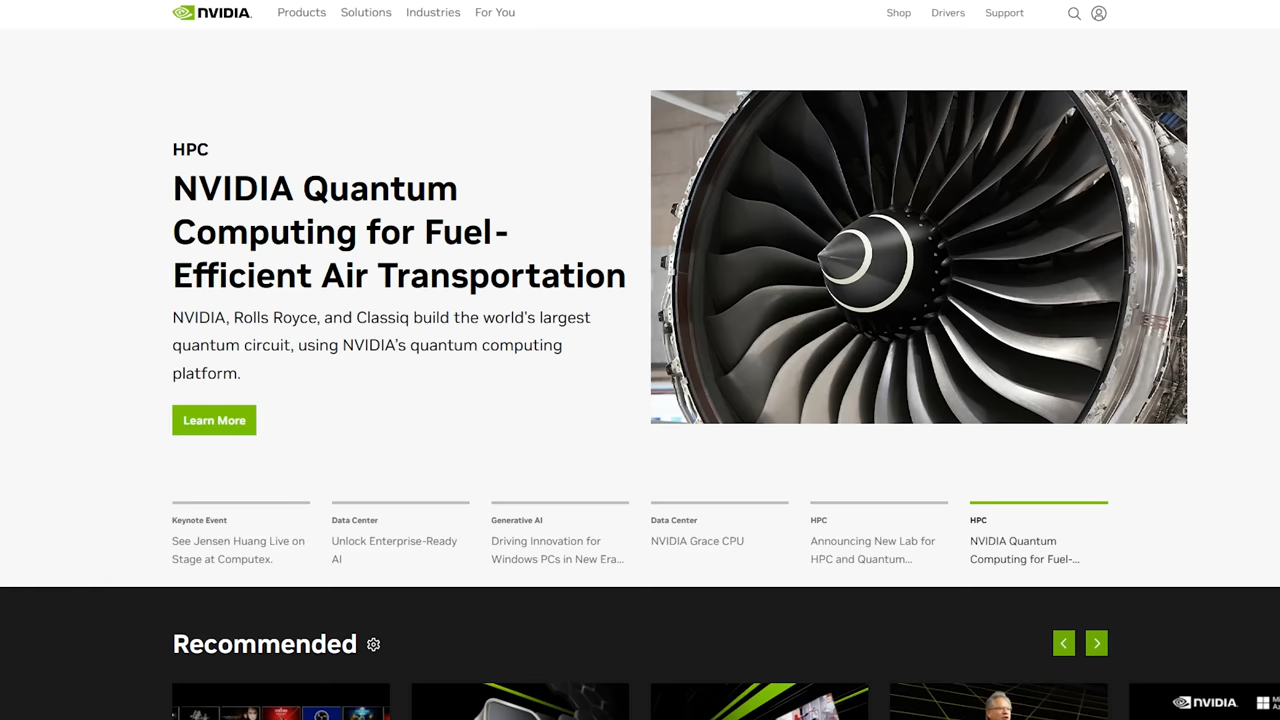 NVIDIA.
Products Solutions Industries For You
Shop Drivers Support
HPC
NVIDIA Quantum
Computing for Fuel-
Efficient Air Transportation
NVIDIA, Rolls Royce, and Classiq build the world's largest
quantum circuit, using NVIDIA's quantum computing
platform.
Learn More
Keynote Event
See Jensen Huang Live on
Stage at Computex.
Data Center
Unlock Enterprise-Ready
AI
Generative AI
Driving Innovation for
Windows PCs in New Era...
Data Center
NVIDIA Grace CPU
HPC
Announcing New Lab for
HPC and Quantum...
HPC
NVIDIA Quantum
Computing for Fuel-...
Recommended
NVIDIA.